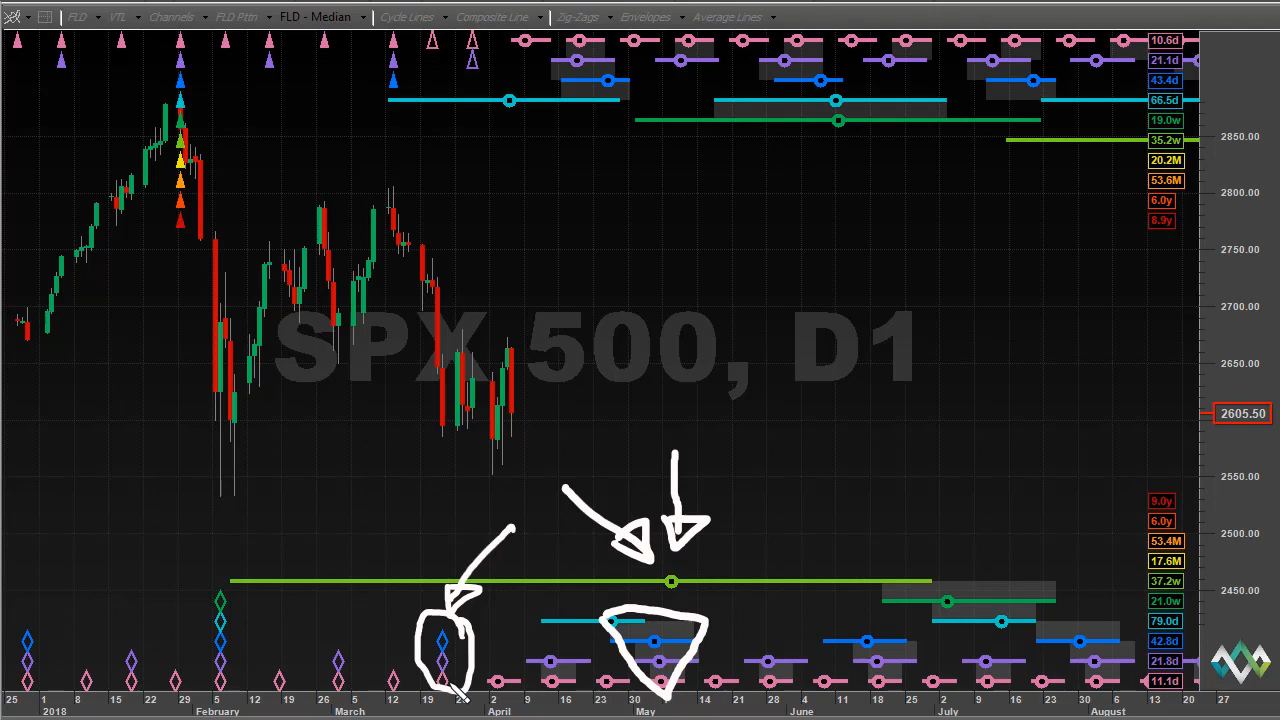 FLD VTL Channels FLD Pttn FLD - Median Cycle Lines Composite Line Zig-Zags Envelopes Average Lines
10.6d
21.1d
43.4d
66.5d
19.0w
35.2w
20.2M
53.6M
6.0y
8.9y
2850.00
2800.00
2750.00
2700.00
2650.00
2605.50
2550.00
2500.00
2450.00
SPX 500, D1
9.0y
6.0y
53.4M
17.6M
37.2w
21.0w
79.0d
42.8d
21.8d
11.1d
25 1 8 15 22 29 5 12 19 26 5 12 19 26 2 9 16 23 30 7 14 21 28 4 11 18 25 2 9 16 23 30 6 13 20 27
2018 February March April May June July August